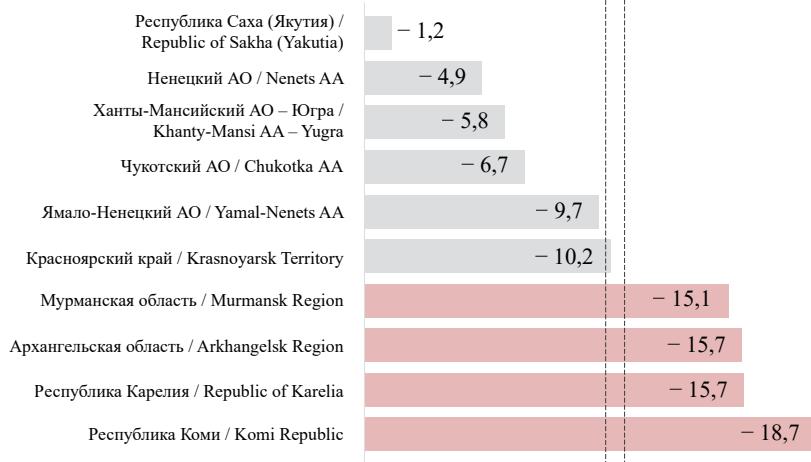 Республика Саха (Якутия) /
Republic of Sakha (Yakutia)
− 1,2
Ненецкий АО / Nenets AA
− 4,9
Ханты-Мансийский АО – Югра /
Khanty-Mansi AA – Yugra
− 5,8
Чукотский АО / Chukotka AA
− 6,7
Ямало-Ненецкий АО / Yamal-Nenets AA
− 9,7
Красноярский край / Krasnoyarsk Territory
− 10,2
Мурманская область / Murmansk Region
− 15,1
Архангельская область / Arkhangelsk Region
− 15,7
Республика Карелия / Republic of Karelia
− 15,7
Республика Коми / Komi Republic
− 18,7